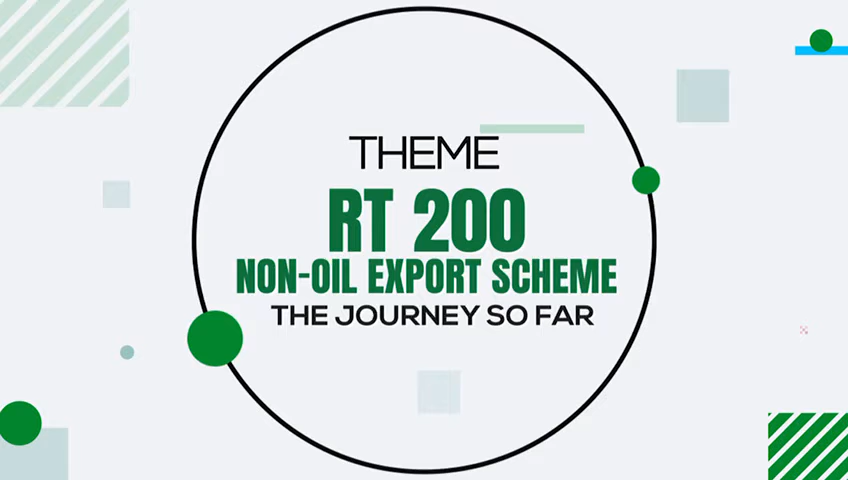 THEME
RT 200
NON-OIL EXPORT SCHEME
THE JOURNEY SO FAR